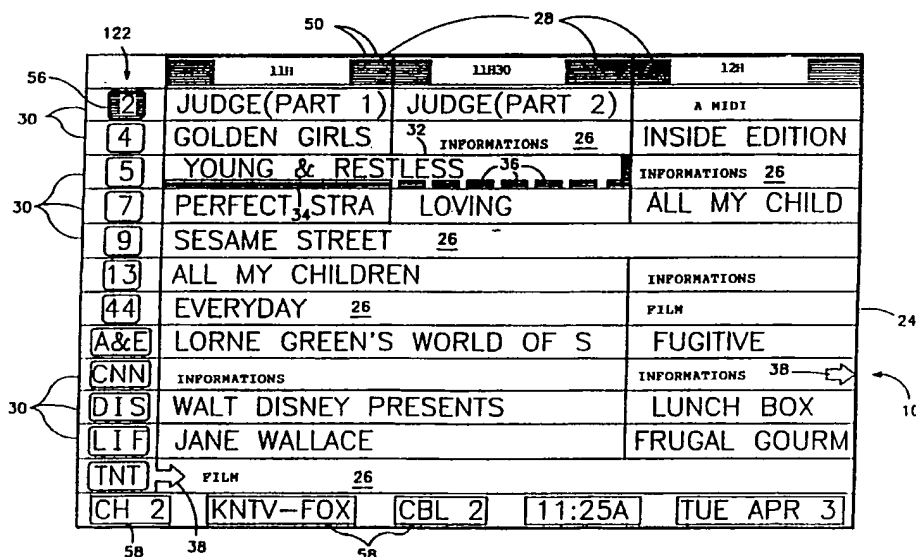 50 28
122
11H 11H30 12H
56 2 JUDGE(PART 1) JUDGE(PART 2) A MIDI
30 4 GOLDEN GIRLS 32 INFORMATIONS 26 INSIDE EDITION
5 YOUNG & RESTLESS 36 INFORMATIONS 26
30 7 PERFECT STRA 34 LOVING ALL MY CHILD
9 SESAME STREET 26
13 ALL MY CHILDREN INFORMATIONS
44 EVERYDAY 26 FILM 24
A&E LORNE GREEN'S WORLD OF S FUGITIVE
CNN INFORMATIONS INFORMATIONS 38
30 DIS WALT DISNEY PRESENTS LUNCH BOX 10
LIF JANE WALLACE FRUGAL GOURM
TNT FILM 26
CH 2 KNTV-FOX CBL 2 11:25A TUE APR 3
58 38 58